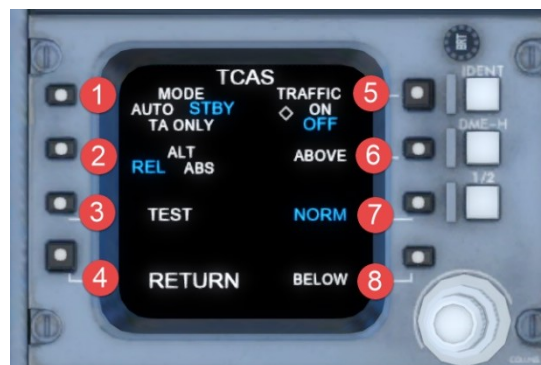 TCAS
MODE
AUTO STBY
TA ONLY
TRAFFIC
ON
OFF
ALT
REL ABS
ABOVE
TEST
NORM
RETURN
BELOW
1
2
3
4
5
6
7
8
IDENT
DME-H
1/2